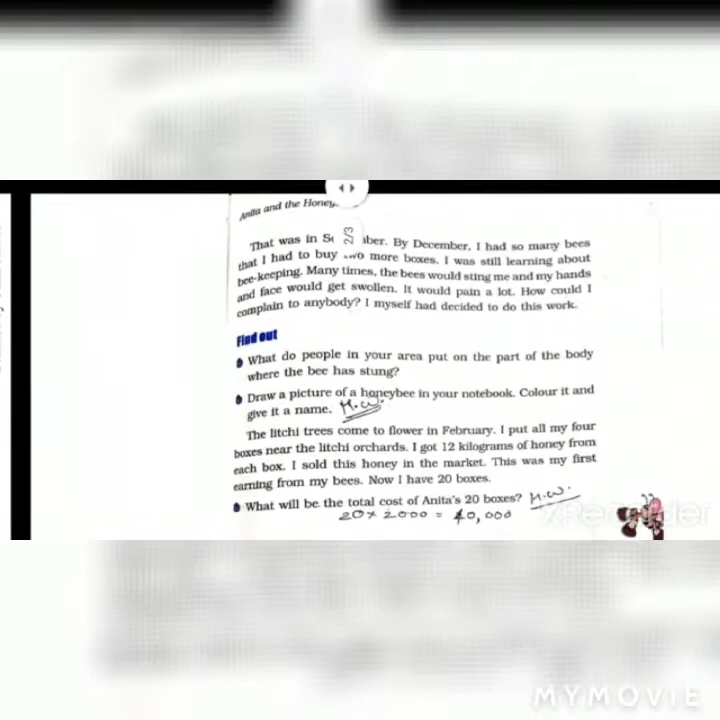 Anita and the Honey
2/3
That was in Se ber. By December, I had so many bees
that I had to buy two more boxes. I was still learning about
bee-keeping. Many times, the bees would sting me and my hands
and face would get swollen. It would pain a lot. How could I
complain to anybody? I myself had decided to do this work.
Find out
What do people in your area put on the part of the body
where the bee has stung?
Draw a picture of a honeybee in your notebook. Colour it and
give it a name. H.W.
The litchi trees come to flower in February. I put all my four
boxes near the litchi orchards. I got 12 kilograms of honey from
each box. I sold this honey in the market. This was my first
earning from my bees. Now I have 20 boxes.
What will be the total cost of Anita's 20 boxes? H.W.
20 × 2000 = 40,000
XRecorder
MYMOVIE